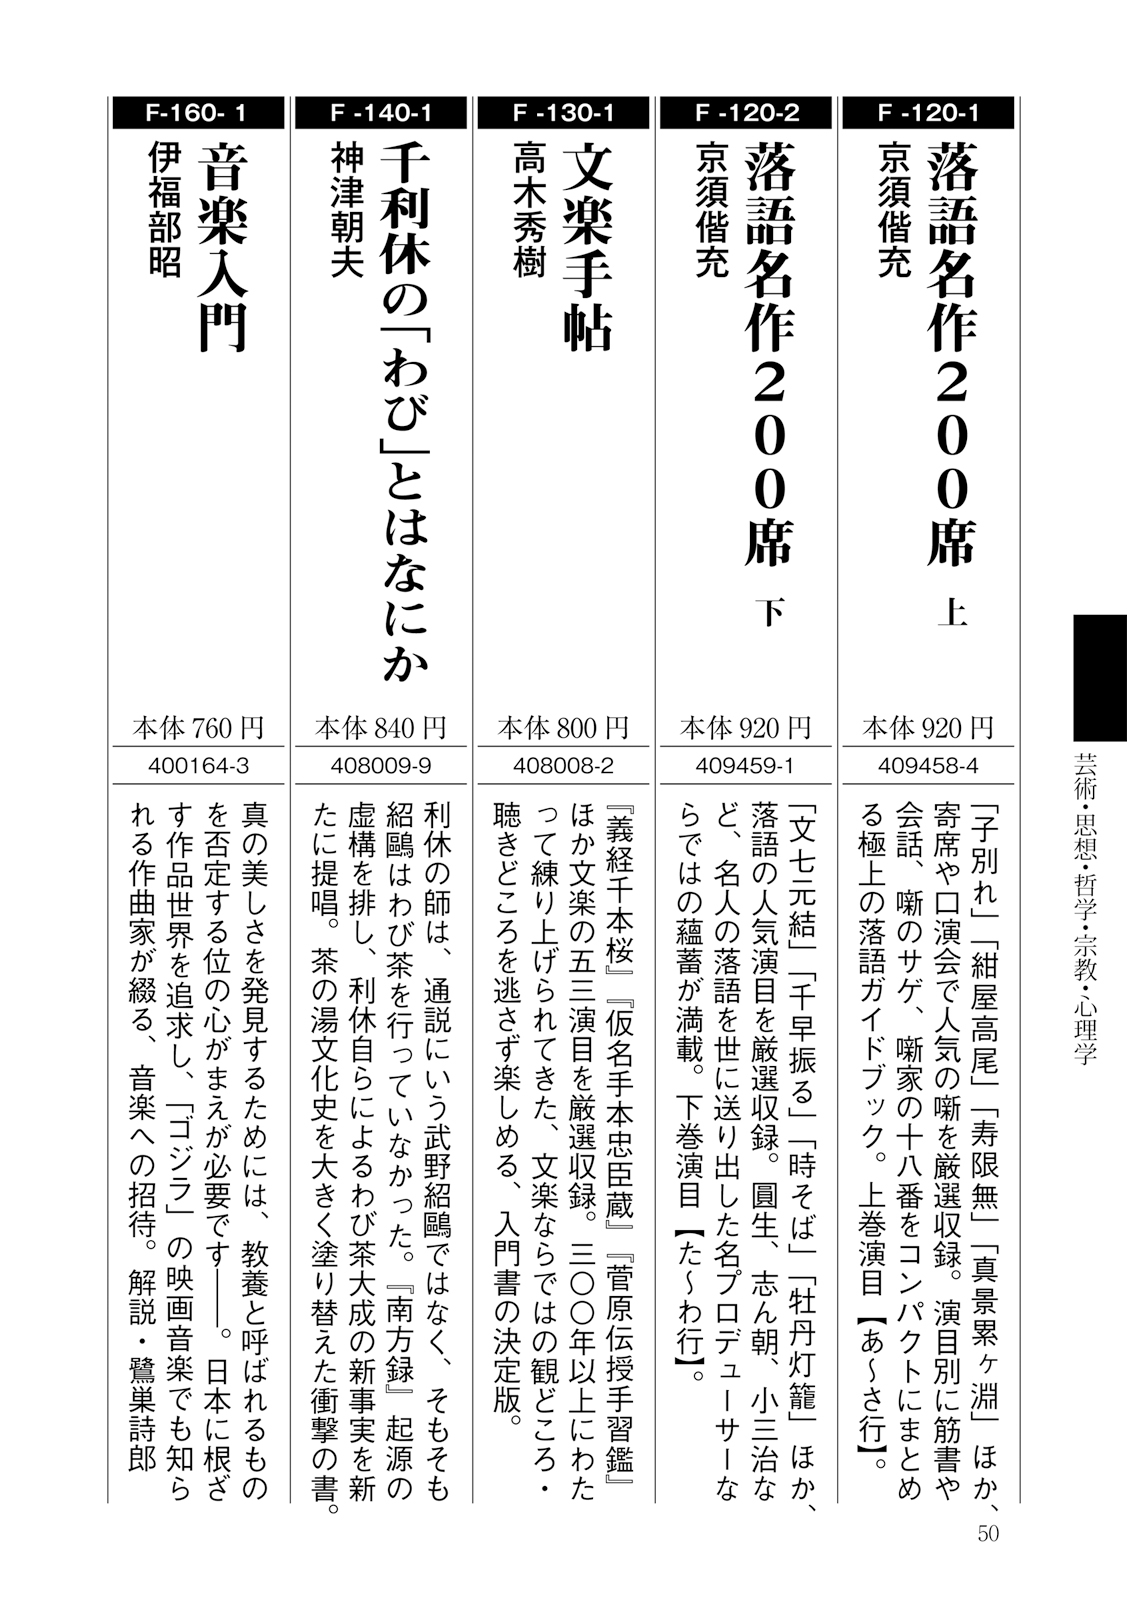 芸術・思想・哲学・宗教・心理学
F -120-1
落語名作200席 上
京須偕充
本体 920 円
409458-4
「子別れ」「紺屋高尾」「寿限無」「真景累ヶ淵」ほか、
寄席や口演会で人気の噺を厳選収録。演目別に筋書や
会話、噺のサゲ、噺家の十八番をコンパクトにまとめ
る極上の落語ガイドブック。上巻演目【あ〜さ行】。
F -120-2
落語名作200席 下
京須偕充
本体 920 円
409459-1
「文七元結」「千早振る」「時そば」「牡丹灯籠」ほか、
落語の人気演目を厳選収録。圓生、志ん朝、小三治な
ど、名人の落語を世に送り出した名プロデューサーな
らではの蘊蓄が満載。下巻演目【た〜わ行】。
F -130-1
文楽手帖
高木秀樹
本体 800 円
408008-2
『義経千本桜』『仮名手本忠臣蔵』『菅原伝授手習鑑』
ほか文楽の五三演目を厳選収録。三〇〇年以上にわた
って練り上げられてきた、文楽ならではの観どころ・
聴きどころを逃さず楽しめる、入門書の決定版。
F -140-1
千利休の「わび」とはなにか
神津朝夫
本体 840 円
408009-9
利休の師は、通説にいう武野紹鷗ではなく、そもそも
紹鷗はわび茶を行っていなかった。『南方録』起源の
虚構を排し、利休自らによるわび茶大成の新事実を新
たに提唱。茶の湯文化史を大きく塗り替えた衝撃の書。
F-160- 1
音楽入門
伊福部昭
本体 760 円
400164-3
真の美しさを発見するためには、教養と呼ばれるもの
を否定する位の心がまえが必要です――。日本に根ざ
す作品世界を追求し、「ゴジラ」の映画音楽でも知ら
れる作曲家が綴る、音楽への招待。解説・鷺巣詩郎
50